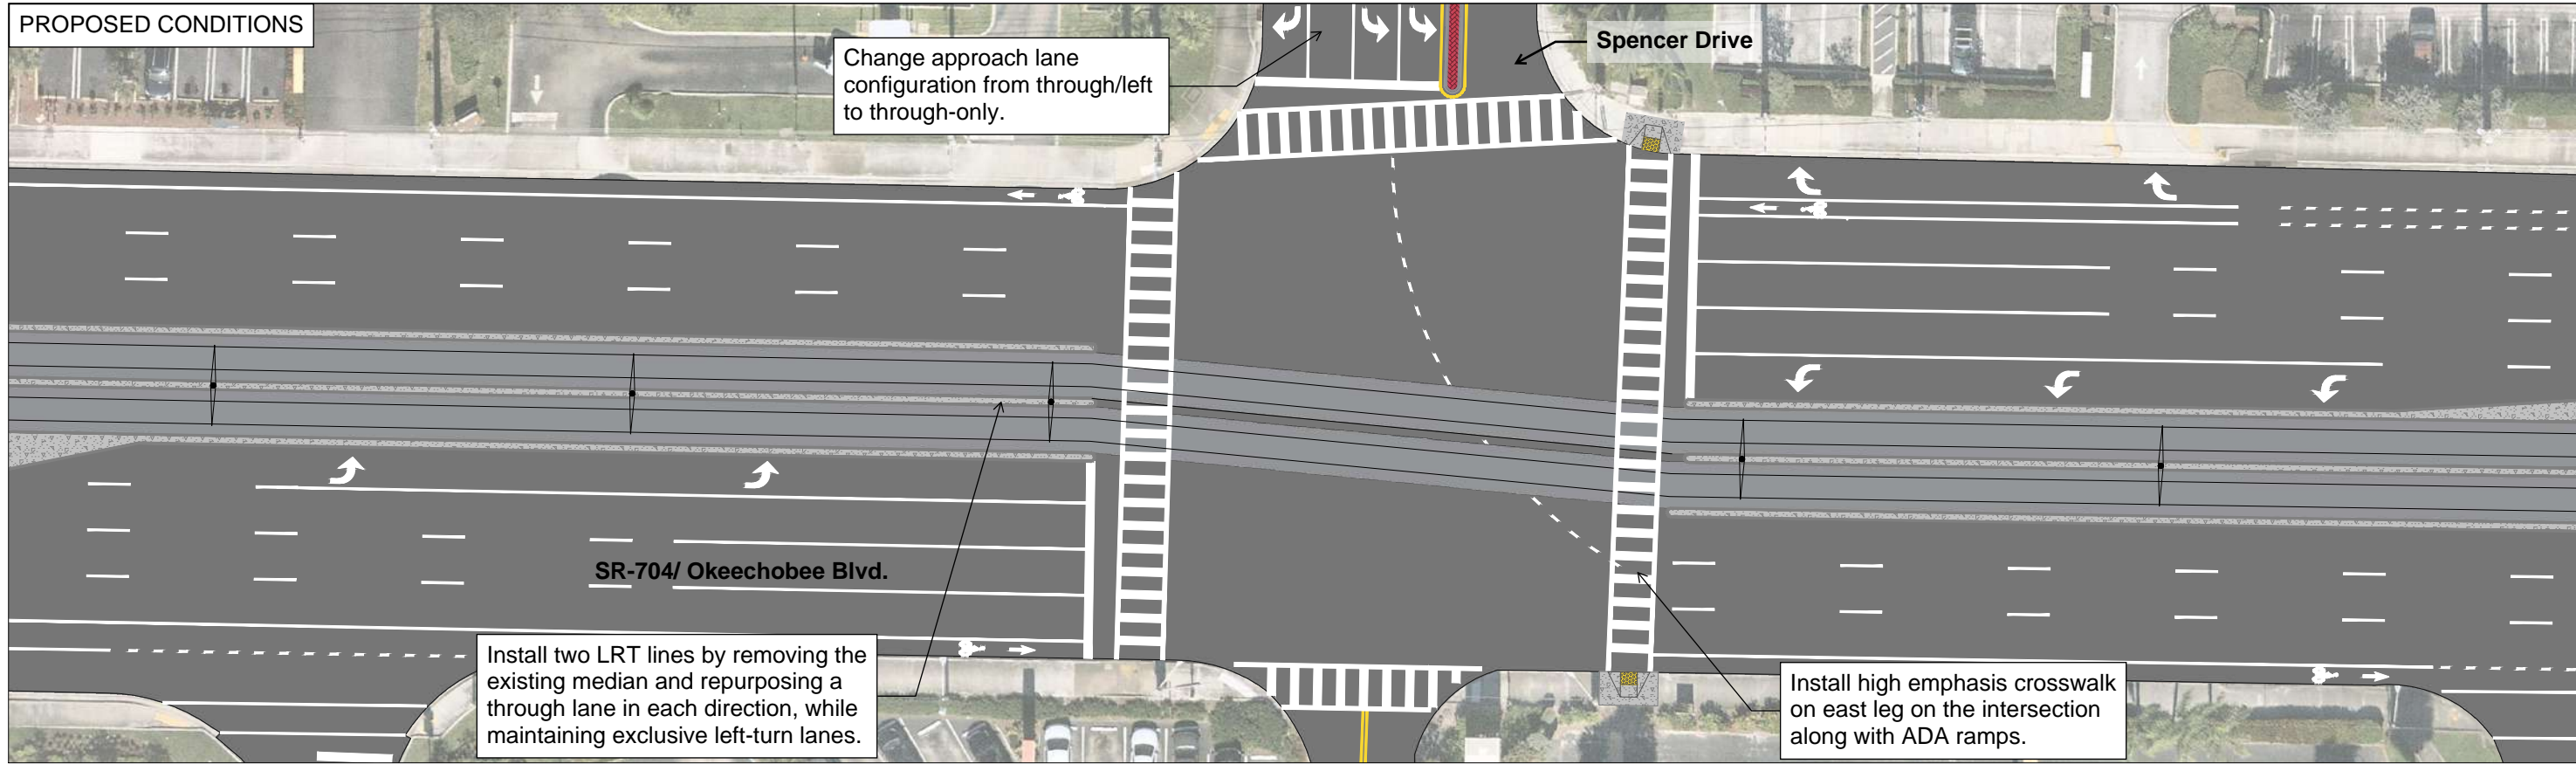 PROPOSED CONDITIONS
Change approach lane
configuration from through/left
to through-only.
Spencer Drive
SR-704/ Okeechobee Blvd.
Install two LRT lines by removing the
existing median and repurposing a
through lane in each direction, while
maintaining exclusive left-turn lanes.
Install high emphasis crosswalk
on east leg on the intersection
along with ADA ramps.